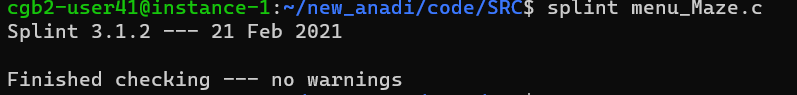 cgb2-user41@instance-1:~/new_anadi/code/SRC$ splint menu_Maze.c
Splint 3.1.2 --- 21 Feb 2021
Finished checking --- no warnings